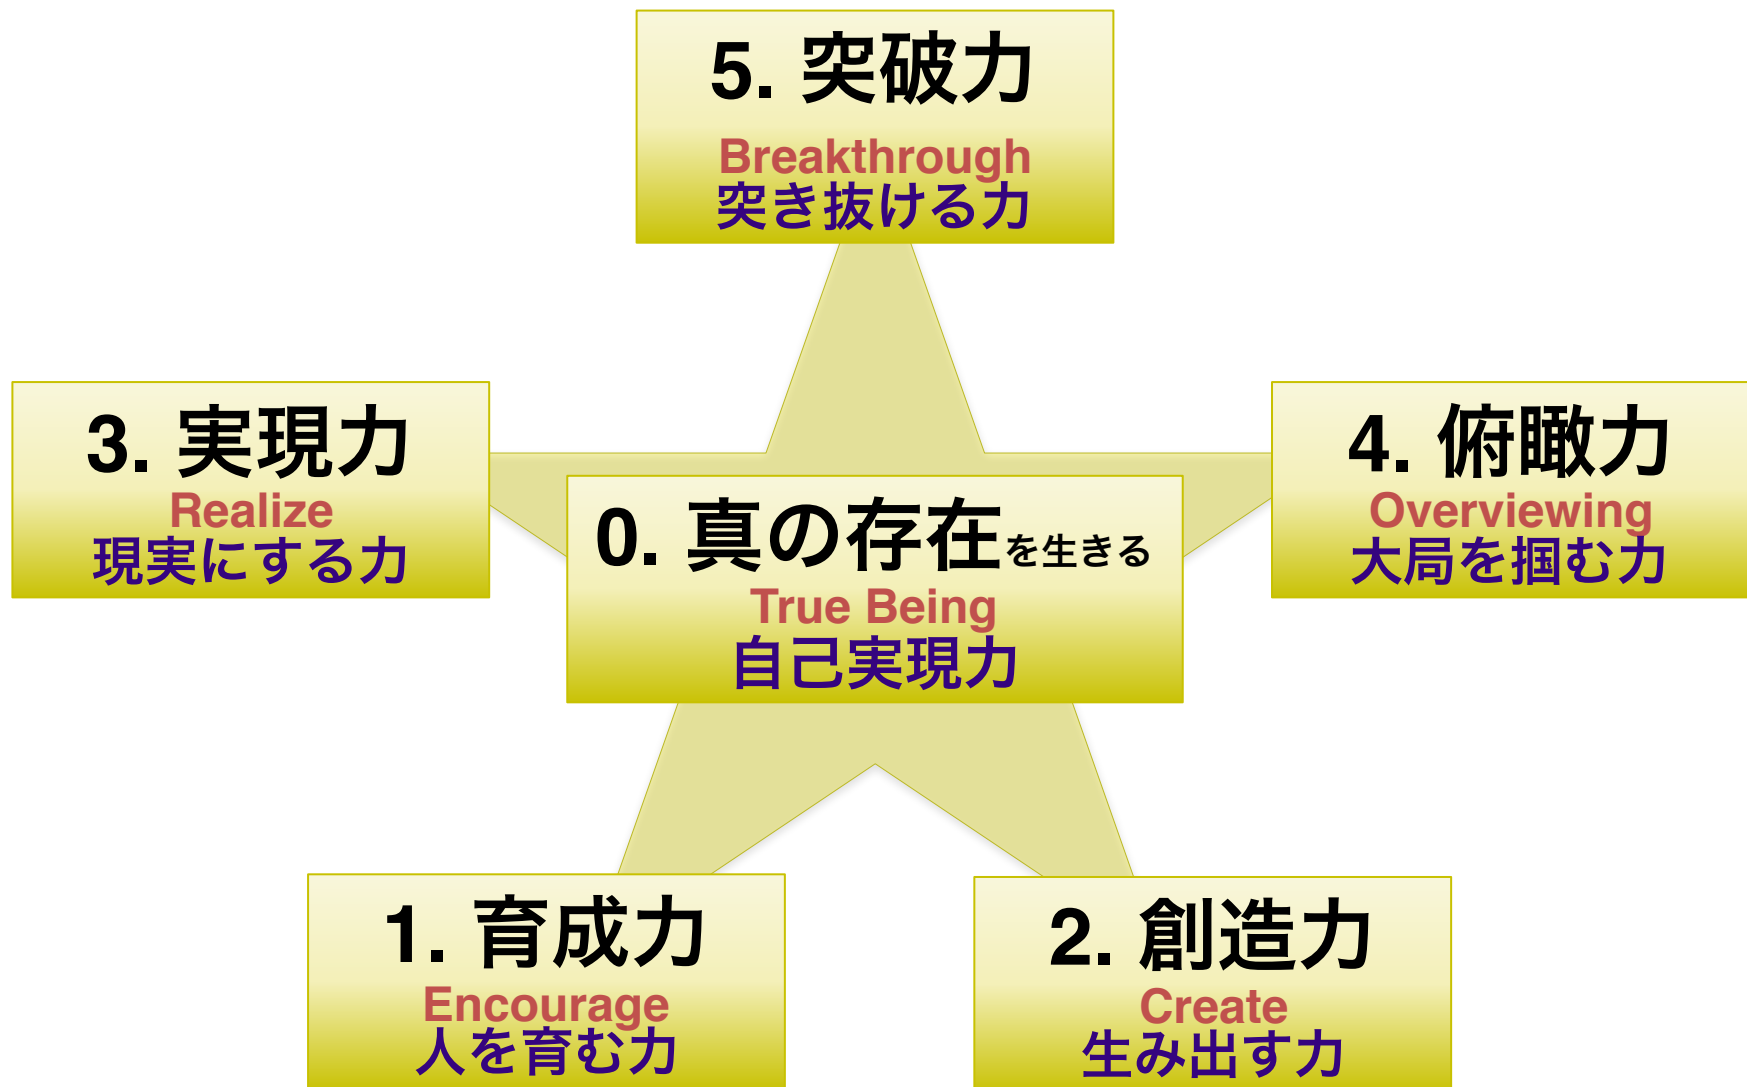 5. 突破力
Breakthrough
突き抜ける力
3. 実現力
Realize
現実にする力
4. 俯瞰力
Overviewing
大局を掴む力
0. 真の存在を生きる
True Being
自己実現力
1. 育成力
Encourage
人を育む力
2. 創造力
Create
生み出す力